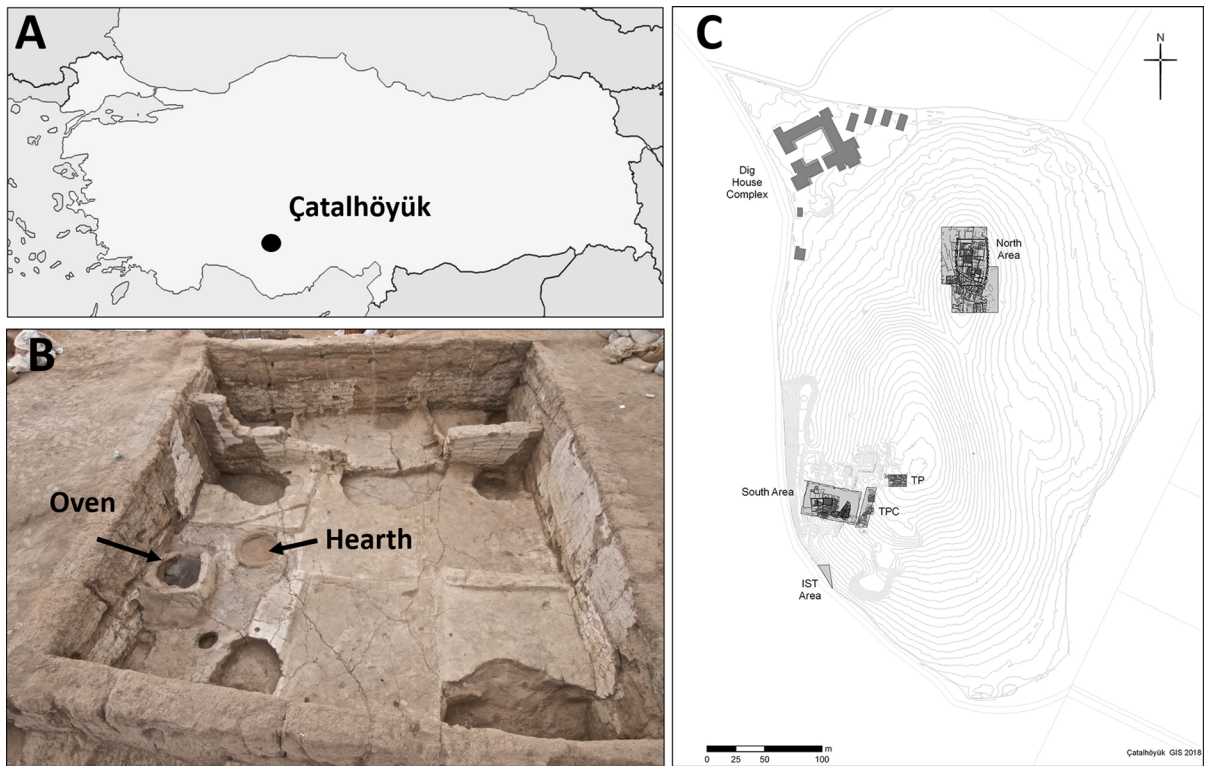 A
Çatalhöyük
B
Oven
Hearth
C
N
Dig
House
Complex
North
Area
South Area
TP
TPC
IST
Area
m
0 25 50 100
Çatalhöyük GIS 2018